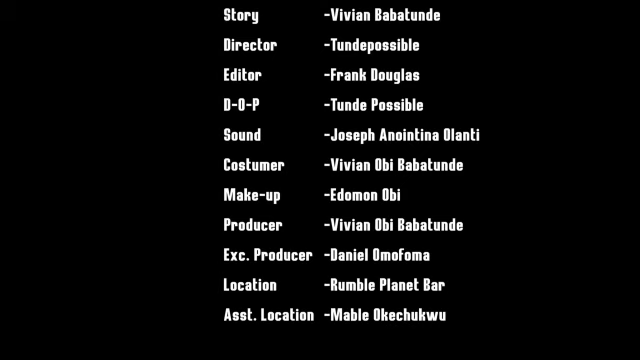 Story -Vivian Babatunde
Director -Tundepossible
Editor -Frank Douglas
D-O-P -Tunde Possible
Sound -Joseph Anointina Olanti
Costumer -Vivian Obi Babatunde
Make-up -Edomon Obi
Producer -Vivian Obi Babatunde
Exc. Producer -Daniel Omofoma
Location -Rumble Planet Bar
Asst. Location -Mable Okechukwu